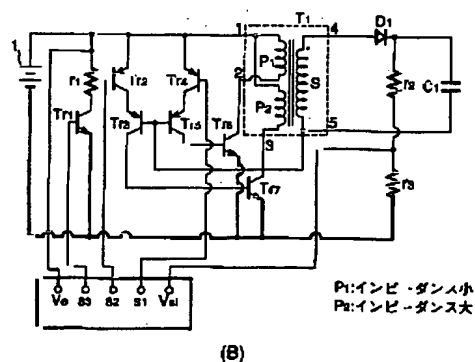 1 T1 4 D1
t r1 Tr2 Tr4 P1 S r2 C1
2
P2
Tr1 Tr3 Tr5 Tr6
3 5
Tr7 r3
Ve S3 S2 S1 Vsl
P1:インピーダンス小
P2:インピーダンス大
(B)